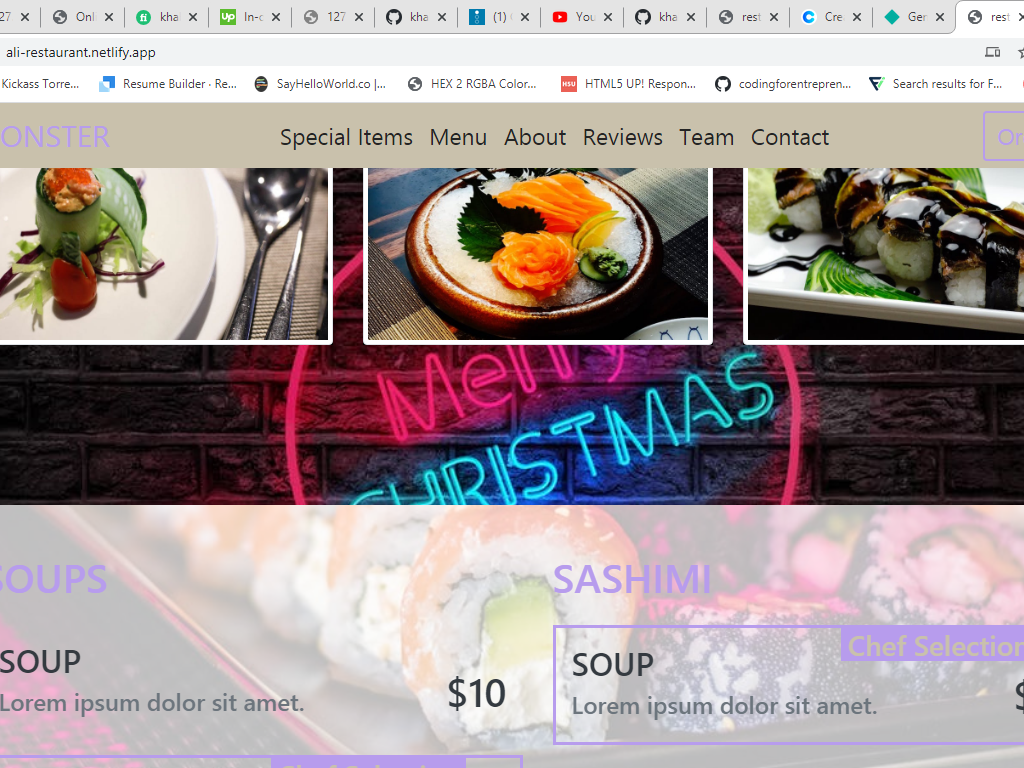 27
Onl
kha
In-c
127
kha
(1)
You
kha
rest
Cre
Ger
rest
ali-restaurant.netlify.app
Kickass Torre...
Resume Builder · Re...
SayHelloWorld.co |...
HEX 2 RGBA Color...
HTML5 UP! Respon...
codingforentrepren...
Search results for F...
ONSTER
Special Items Menu About Reviews Team Contact
Or
Merry
CHRISTMAS
SOUPS
SOUP
Lorem ipsum dolor sit amet.
$10
SASHIMI
Chef Selection
SOUP
Lorem ipsum dolor sit amet.
$